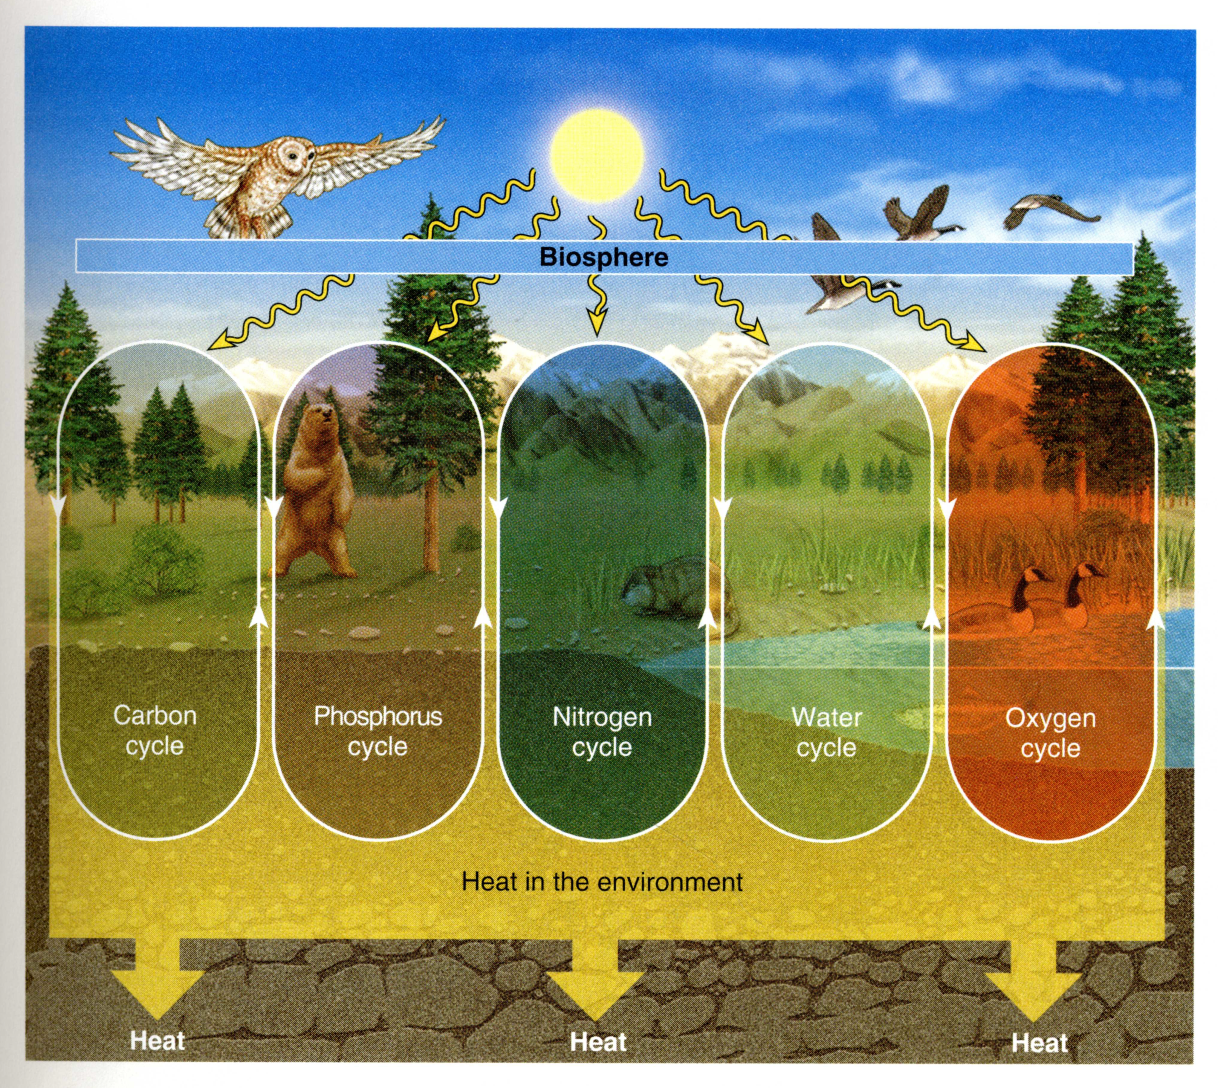 Biosphere
Carbon
cycle
Phosphorus
cycle
Nitrogen
cycle
Water
cycle
Oxygen
cycle
Heat in the environment
Heat
Heat
Heat